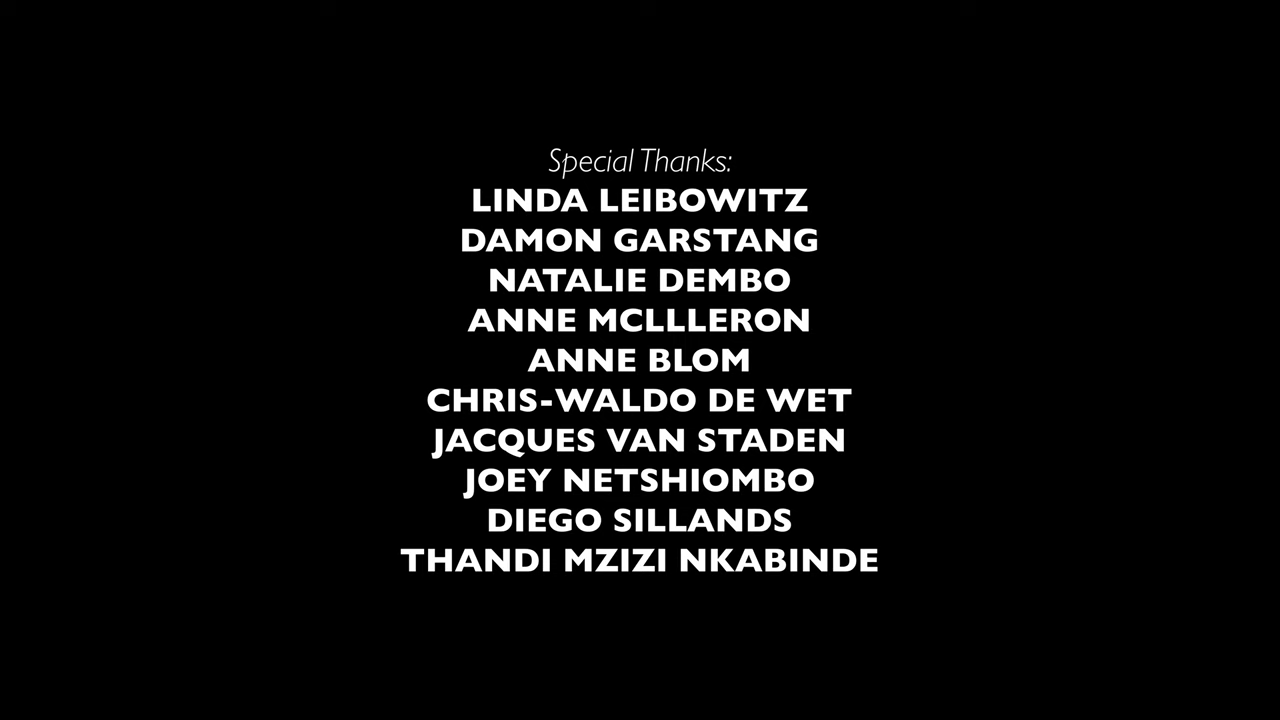 Special Thanks:
LINDA LEIBOWITZ
DAMON GARSTANG
NATALIE DEMBO
ANNE MCLLLERON
ANNE BLOM
CHRIS-WALDO DE WET
JACQUES VAN STADEN
JOEY NETSHIOMBO
DIEGO SILLANDS
THANDI MZIZI NKABINDE